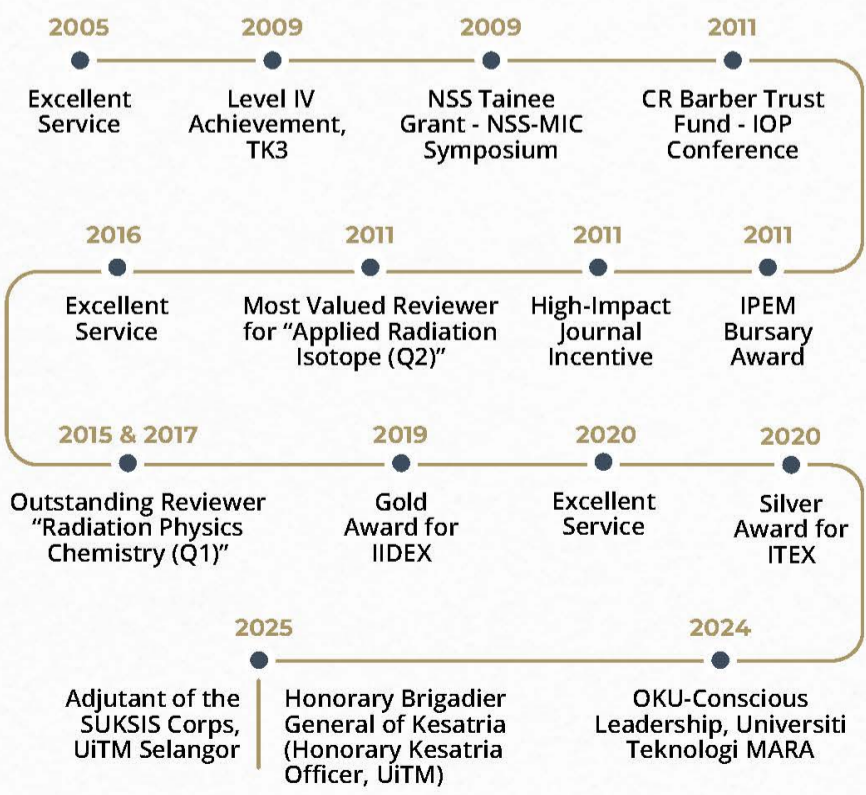 2005
Excellent
Service
2009
Level IV
Achievement,
TK3
2009
NSS Tainee
Grant - NSS-MIC
Symposium
2011
CR Barber Trust
Fund - IOP
Conference
2011
IPEM
Bursary
Award
2011
High-Impact
Journal
Incentive
2011
Most Valued Reviewer
for “Applied Radiation
Isotope (Q2)”
2016
Excellent
Service
2015 & 2017
Outstanding Reviewer
“Radiation Physics
Chemistry (Q1)”
2019
Gold
Award for
IIDEX
2020
Excellent
Service
2020
Silver
Award for
ITEX
2024
OKU-Conscious
Leadership, Universiti
Teknologi MARA
2025
Adjutant of the
SUKSIS Corps,
UiTM Selangor
Honorary Brigadier
General of Kesatria
(Honorary Kesatria
Officer, UiTM)